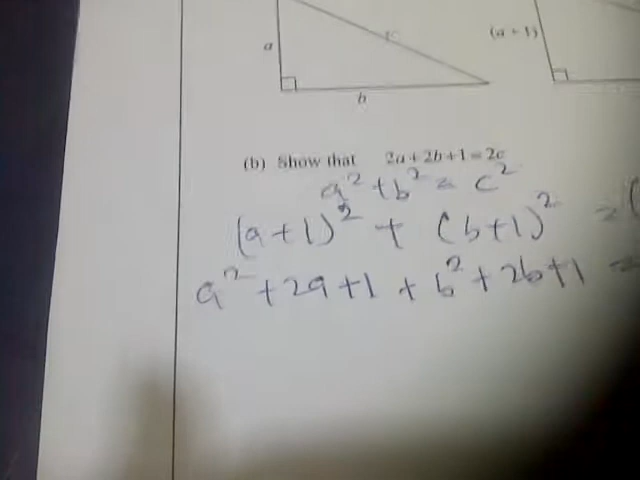 a
c
b
(a + 1)
(b) Show that 2a + 2b + 1 = 2c
a² + b² = c²
(a+1)² + (b+1)² = (
a² + 2a + 1 + b² + 2b + 1 =